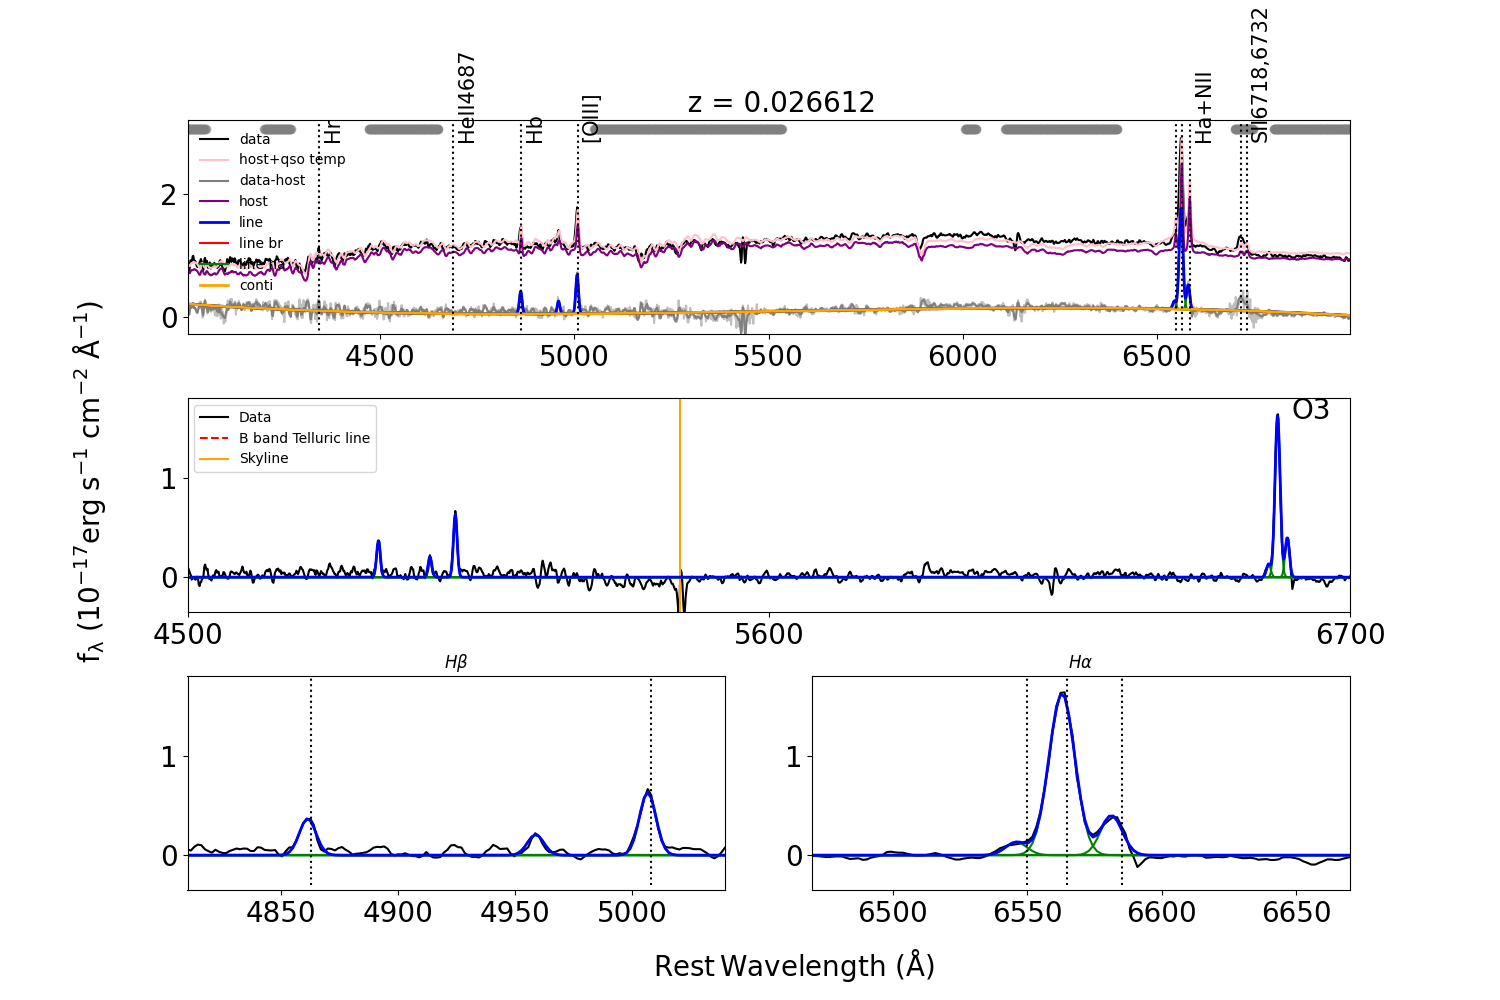 Hr
HeII4687
Hb
[OIII]
Ha+NII
SII6718,6732
z = 0.026612
data
host+qso temp
data-host
host
line
line br
conti
2
0
4500
5000
5500
6000
6500
fλ (10⁻¹⁷erg s⁻¹ cm⁻² Å⁻¹)
Data
B band Telluric line
Skyline
O3
1
0
4500
5600
6700
Hβ
1
0
4850
4900
4950
5000
Hα
1
0
6500
6550
6600
6650
Rest Wavelength (Å)